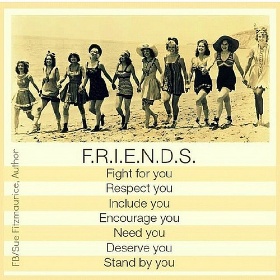 F.R.I.E.N.D.S.
Fight for you
Respect you
Include you
Encourage you
Need you
Deserve you
Stand by you
FB/Sue Fitzmaurice, Author